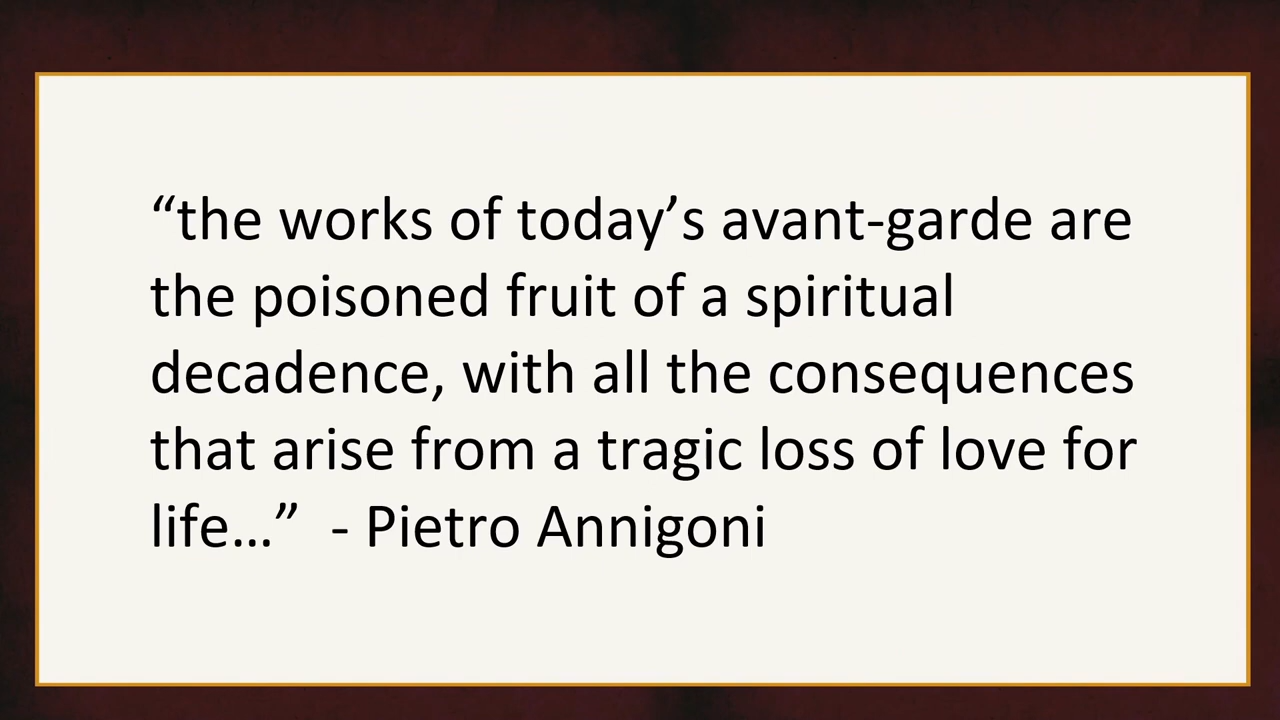 “the works of today’s avant-garde are
the poisoned fruit of a spiritual
decadence, with all the consequences
that arise from a tragic loss of love for
life…”  - Pietro Annigoni